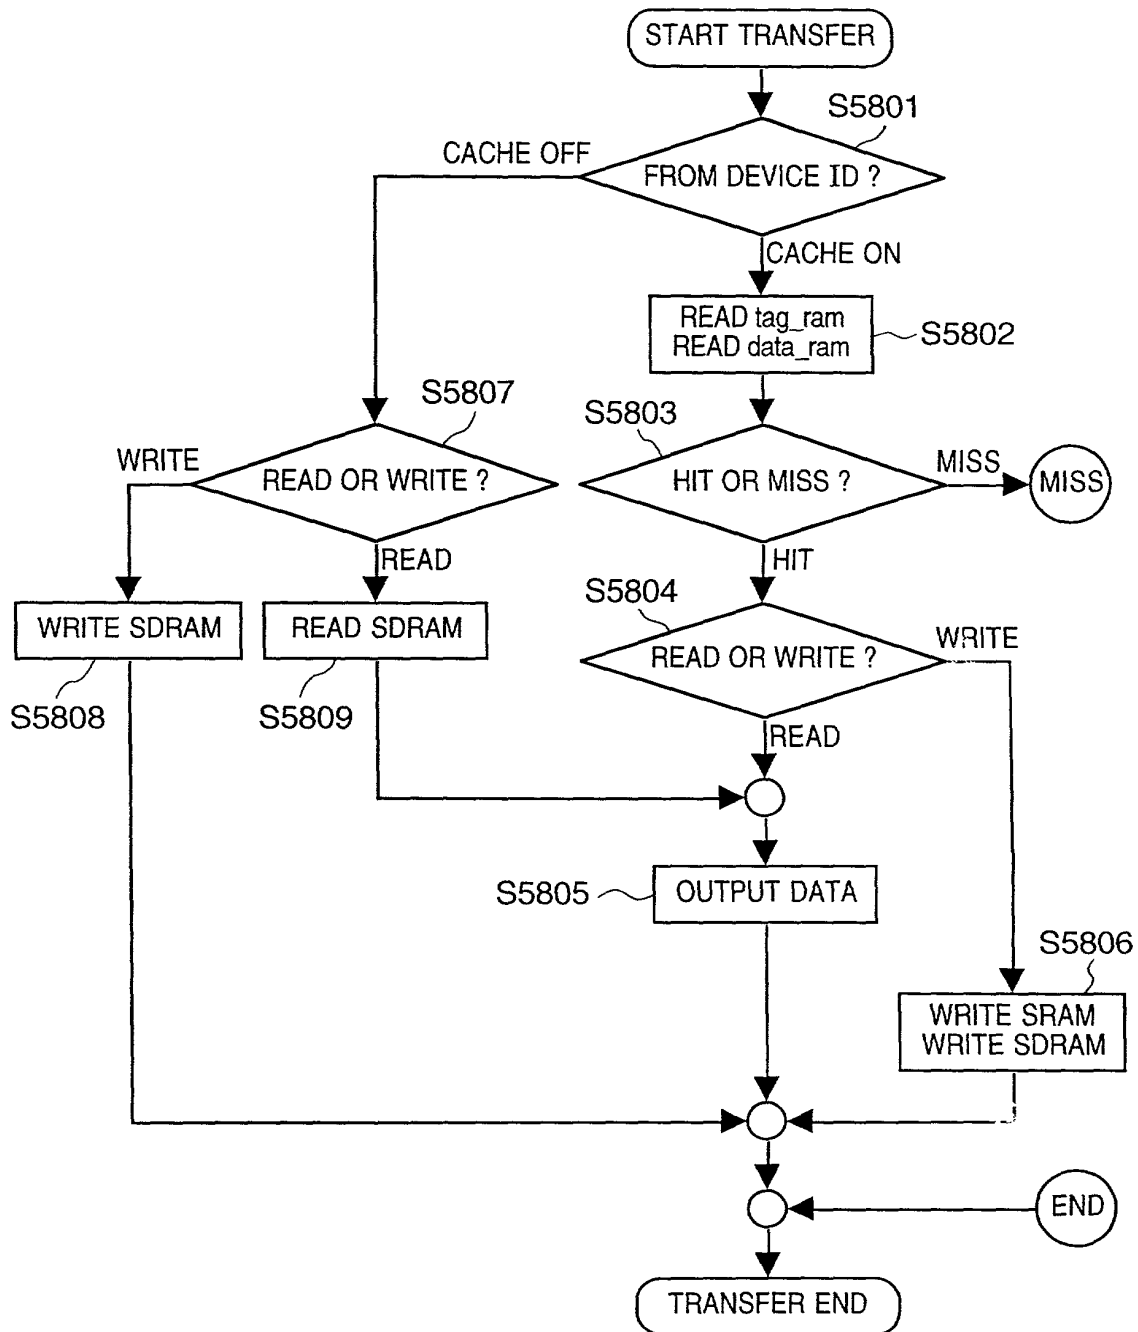 START TRANSFER
S5801
CACHE OFF
FROM DEVICE ID ?
CACHE ON
READ tag_ram
READ data_ram
S5802
S5807
S5803
WRITE
READ OR WRITE ?
HIT OR MISS ?
MISS
MISS
READ
HIT
S5804
WRITE SDRAM
READ SDRAM
READ OR WRITE ?
WRITE
S5808
S5809
READ
S5805
OUTPUT DATA
S5806
WRITE SRAM
WRITE SDRAM
END
TRANSFER END